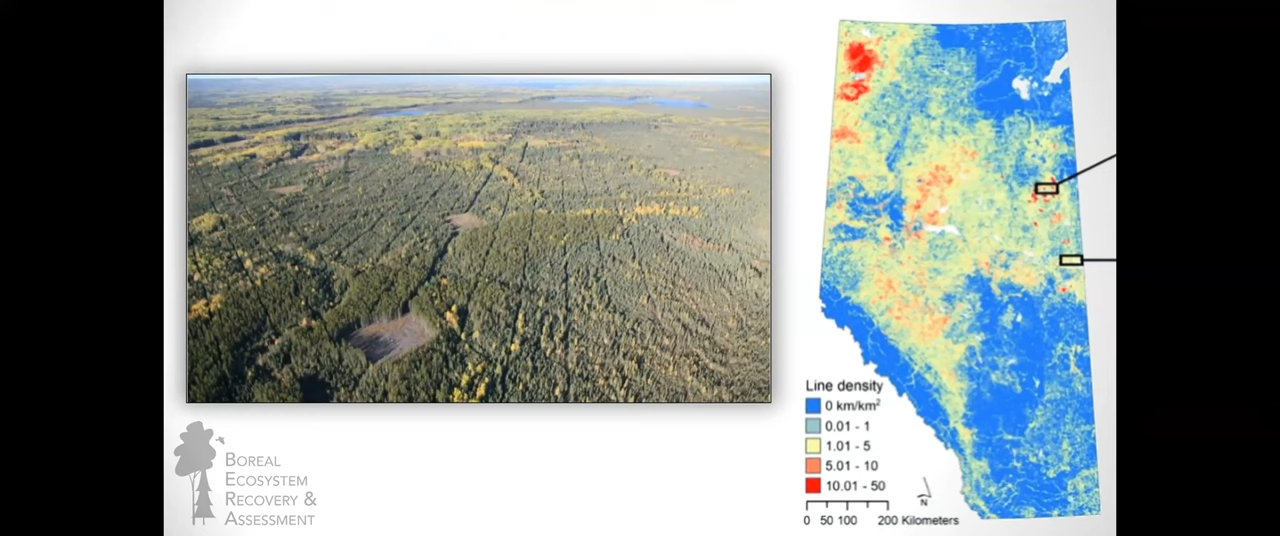 Boreal
Ecosystem
Recovery &
Assessment
Line density
0 km/km²
0.01 - 1
1.01 - 5
5.01 - 10
10.01 - 50
N
0 50 100 200 Kilometers